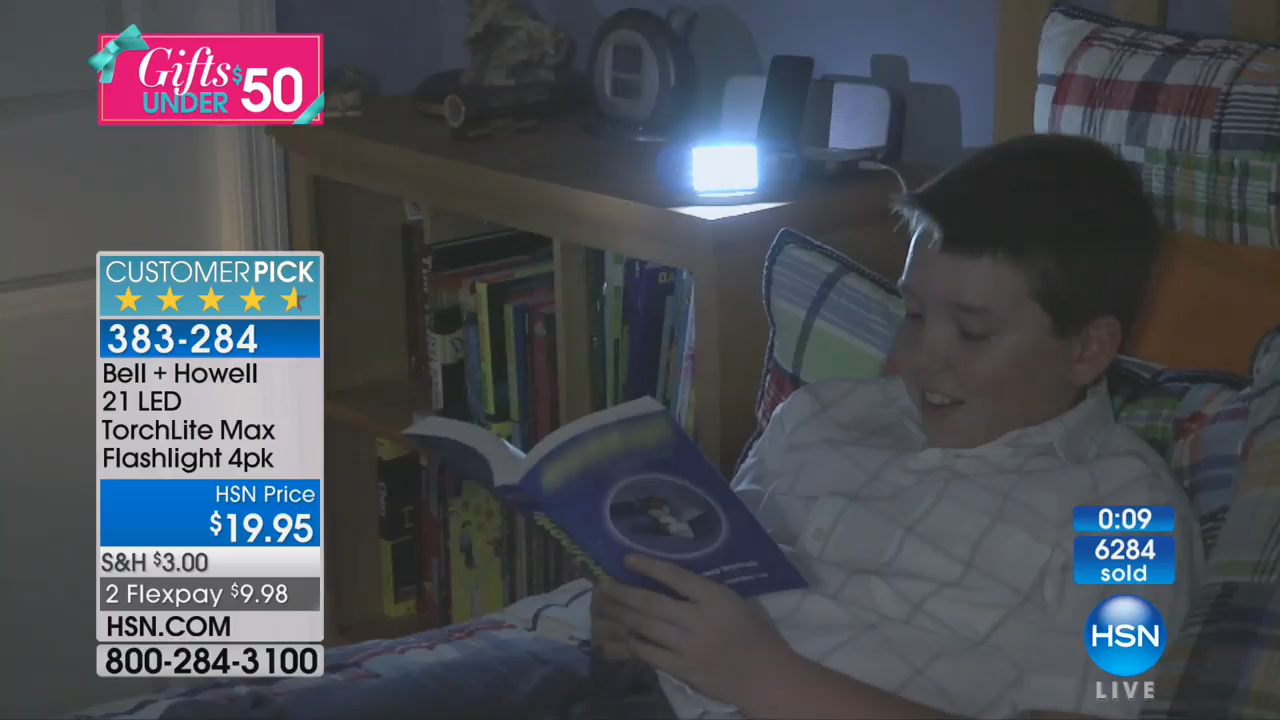 Gifts
UNDER $50
CUSTOMER PICK
383-284
Bell + Howell
21 LED
TorchLite Max
Flashlight 4pk
HSN Price
$19.95
S&H $3.00
2 Flexpay $9.98
HSN.COM
800-284-3100
0:09
6284
sold
HSN
LIVE